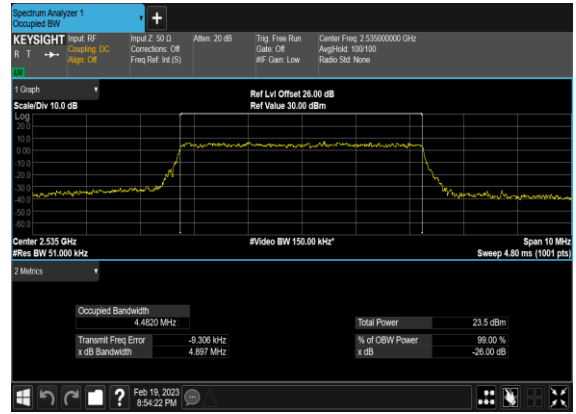 Spectrum Analyzer 1
Occupied BW
KEYSIGHT Input: RF Input Z: 50 Ω Atten: 20 dB Trig: Free Run Center Freq: 2.535000000 GHz
R T Coupling: DC Corrections: Off Gate: Off Avg|Hold: 100/100
Align: Off Freq Ref: Int (S) #IF Gain: Low Radio Std: None
1 Graph
Ref Lvl Offset 26.00 dB
Scale/Div 10.0 dB Ref Value 30.00 dBm
Log
20.0
10.0
0.00
-10.0
-20.0
-30.0
-40.0
-50.0
-60.0
Center 2.535 GHz #Video BW 150.00 kHz* Span 10 MHz
#Res BW 51.000 kHz Sweep 4.80 ms (1001 pts)
2 Metrics
Occupied Bandwidth
4.4820 MHz Total Power 23.5 dBm
Transmit Freq Error -9.306 kHz % of OBW Power 99.00 %
x dB Bandwidth 4.897 MHz x dB -26.00 dB
Feb 19, 2023
8:54:22 PM